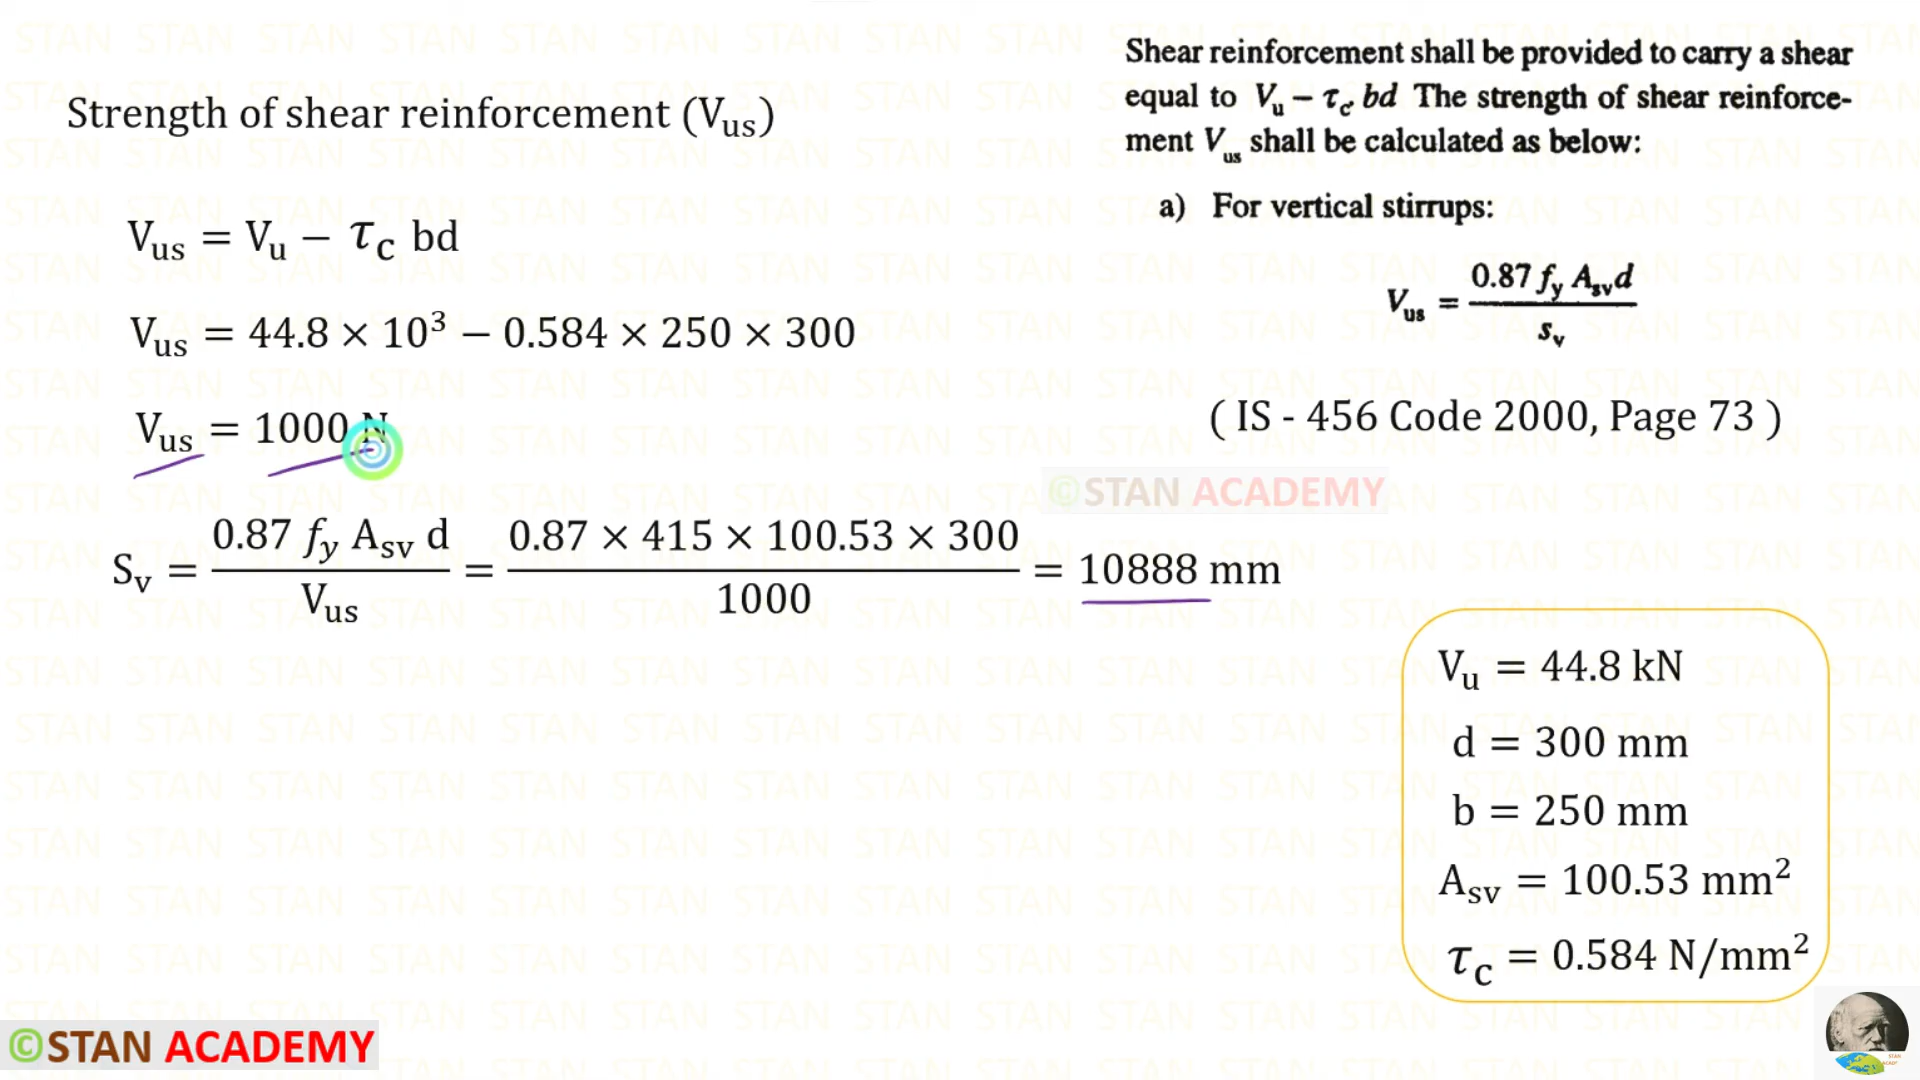 Strength of shear reinforcement (Vus)
Vus = Vu − τc bd
Vus = 44.8 × 10³ − 0.584 × 250 × 300
Vus = 1000 N
Sv = 0.87 fy Asv d / Vus = 0.87 × 415 × 100.53 × 300 / 1000 = 10888 mm
Shear reinforcement shall be provided to carry a shear
equal to Vu − τc bd The strength of shear reinforce-
ment Vus shall be calculated as below:
a) For vertical stirrups:
Vus = 0.87 fy Asv d / sv
( IS - 456 Code 2000, Page 73 )
©STAN ACADEMY
Vu = 44.8 kN
d = 300 mm
b = 250 mm
Asv = 100.53 mm²
τc = 0.584 N/mm²
©STAN ACADEMY